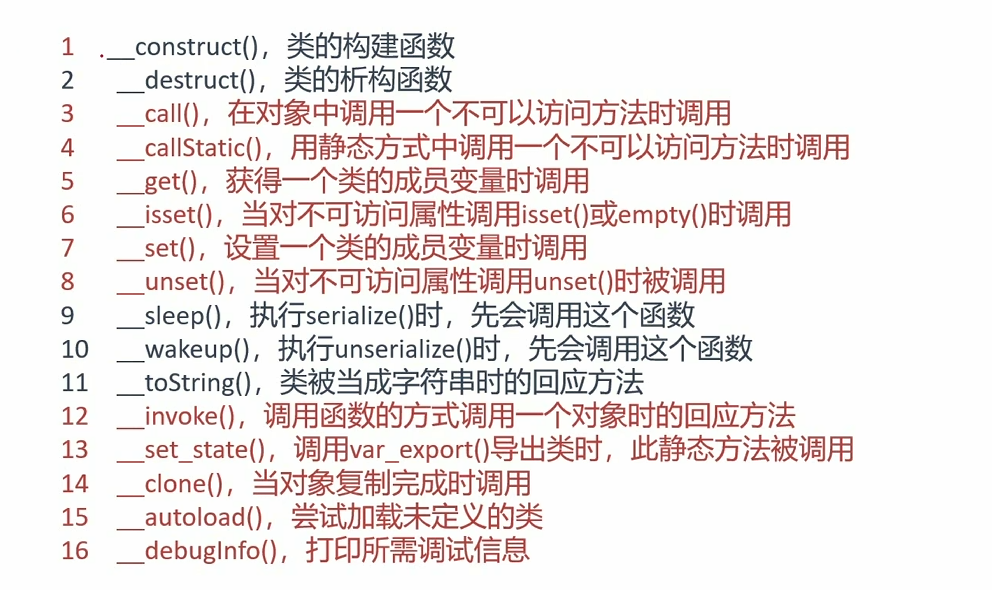 1 .__construct()，类的构建函数
2 __destruct()，类的析构函数
3 __call()，在对象中调用一个不可以访问方法时调用
4 __callStatic()，用静态方式中调用一个不可以访问方法时调用
5 __get()，获得一个类的成员变量时调用
6 __isset()，当对不可访问属性调用isset()或empty()时调用
7 __set()，设置一个类的成员变量时调用
8 __unset()，当对不可访问属性调用unset()时被调用
9 __sleep()，执行serialize()时，先会调用这个函数
10 __wakeup()，执行unserialize()时，先会调用这个函数
11 __toString()，类被当成字符串时的回应方法
12 __invoke()，调用函数的方式调用一个对象时的回应方法
13 __set_state()，调用var_export()导出类时，此静态方法被调用
14 __clone()，当对象复制完成时调用
15 __autoload()，尝试加载未定义的类
16 __debugInfo()，打印所需调试信息